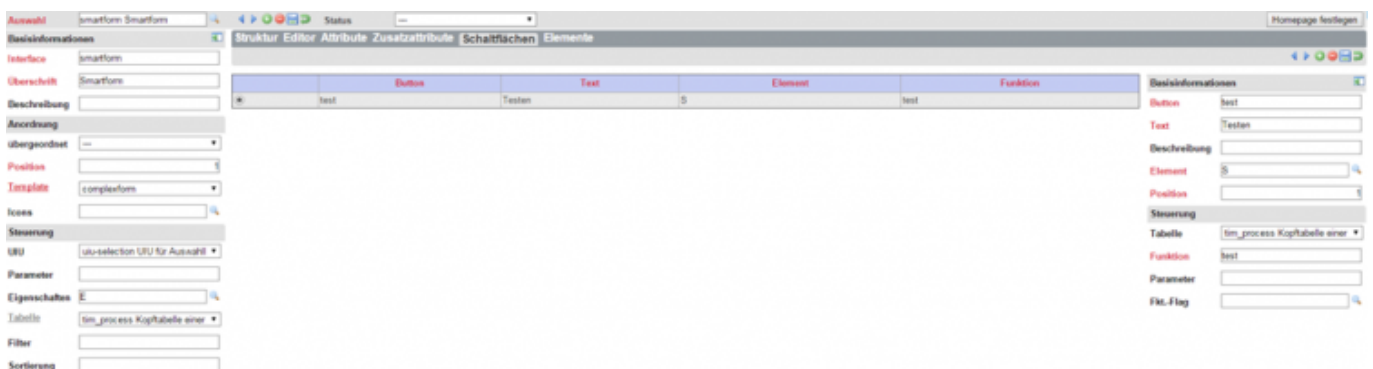 Auswahl smartform Smartform Status --- Homepage festlegen
Basisinformationen
Struktur Editor Attribute Zusatzattribute Schaltflächen Elemente
Interface smartform
Überschrift Smartform
Beschreibung
Anordnung
übergeordnet ---
Position 1
Template complexform
Icons
Steuerung
UIU uiu-selection UIU für Auswahl
Parameter
Eigenschaften E
Tabelle tim_process Kopftabelle einer
Filter
Sortierung
Button Text Element Funktion
test Testen S test
Basisinformationen
Button test
Text Testen
Beschreibung
Element S
Position 1
Steuerung
Tabelle tim_process Kopftabelle einer
Funktion test
Parameter
Fkt.-Flag